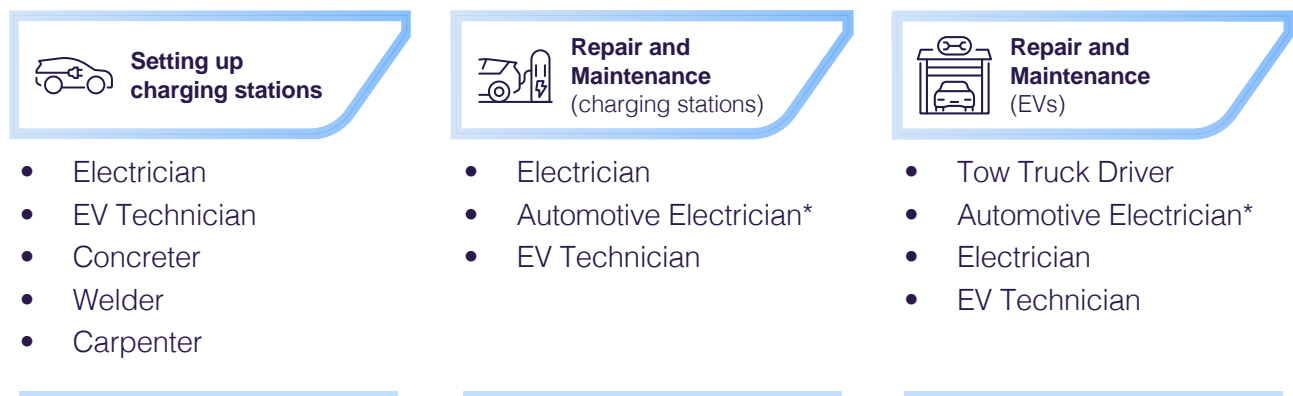 Setting up
charging stations
• Electrician
• EV Technician
• Concreter
• Welder
• Carpenter
Repair and
Maintenance
(charging stations)
• Electrician
• Automotive Electrician*
• EV Technician
Repair and
Maintenance
(EVs)
• Tow Truck Driver
• Automotive Electrician*
• Electrician
• EV Technician